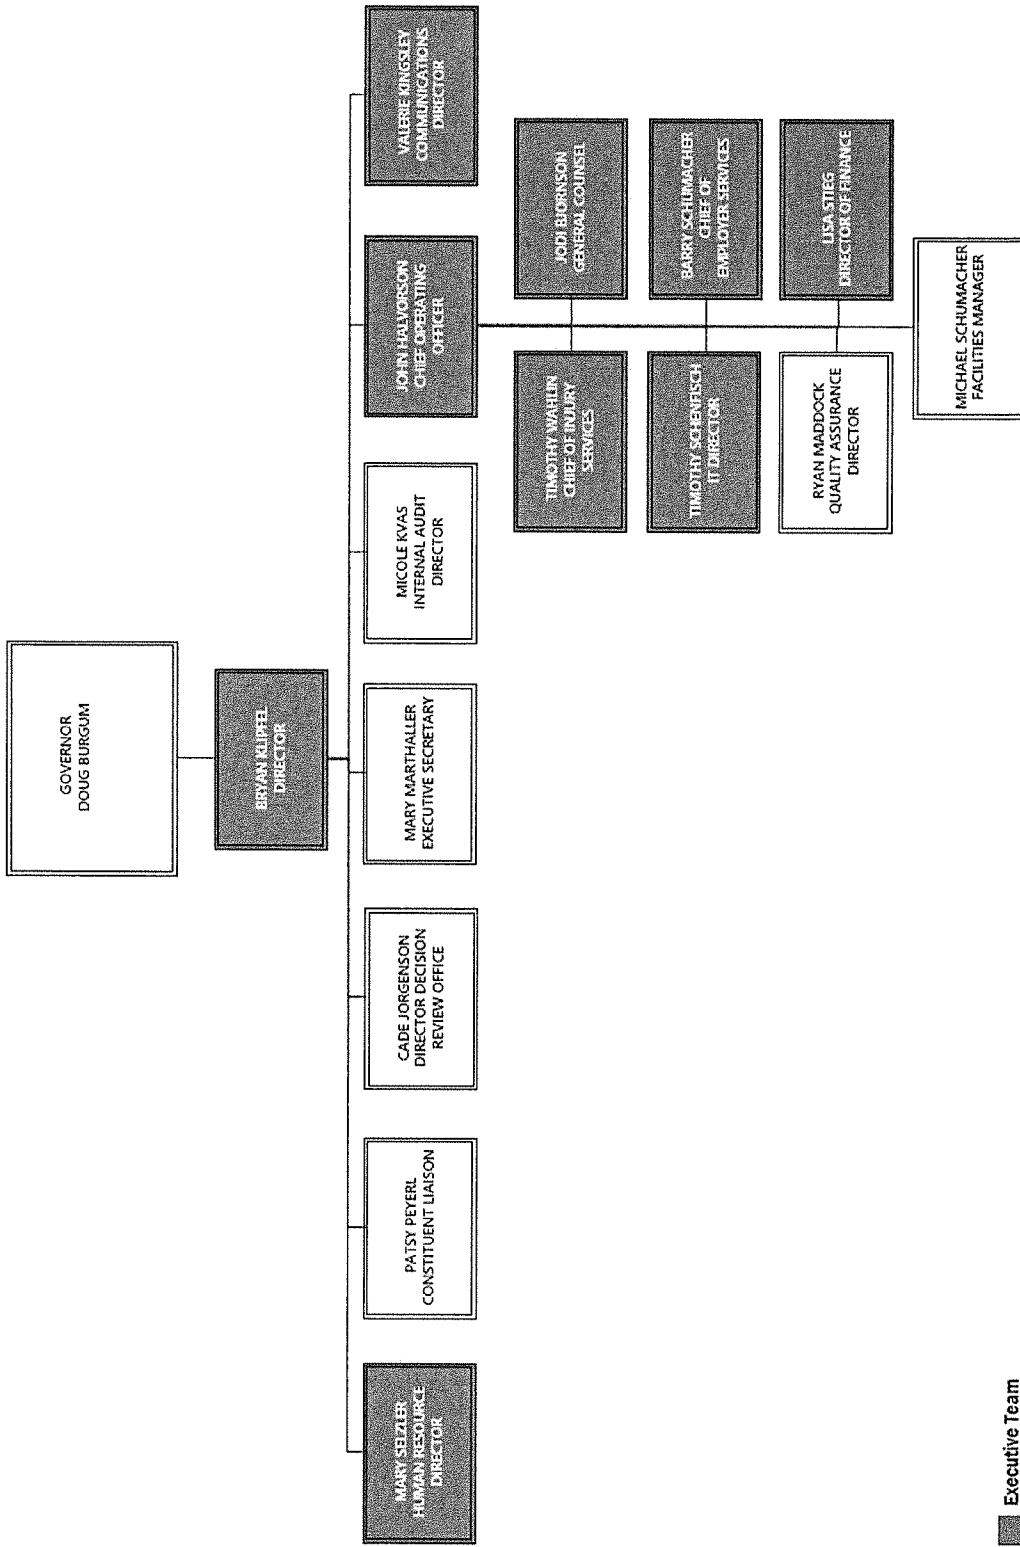 GOVERNOR
DOUG BURGUM
BRYAN KLIPFEL
DIRECTOR
MARY SELZLER
HUMAN RESOURCE
DIRECTOR
PATSY PEYERL
CONSTITUENT LIAISON
CADE JORGENSON
DIRECTOR DECISION
REVIEW OFFICE
MARY MARTHALLER
EXECUTIVE SECRETARY
MICOLE KVAS
INTERNAL AUDIT
DIRECTOR
JOHN HALVORSON
CHIEF OPERATING
OFFICER
VALERIE KINGSLEY
COMMUNICATIONS
DIRECTOR
TIMOTHY WAHLIN
CHIEF OF INJURY
SERVICES
JODI BJORNSON
GENERAL COUNSEL
TIMOTHY SCHENFISCH
IT DIRECTOR
BARRY SCHUMACHER
CHIEF OF
EMPLOYER SERVICES
RYAN MADDOCK
QUALITY ASSURANCE
DIRECTOR
LISA STIEG
DIRECTOR OF FINANCE
MICHAEL SCHUMACHER
FACILITIES MANAGER
Executive Team